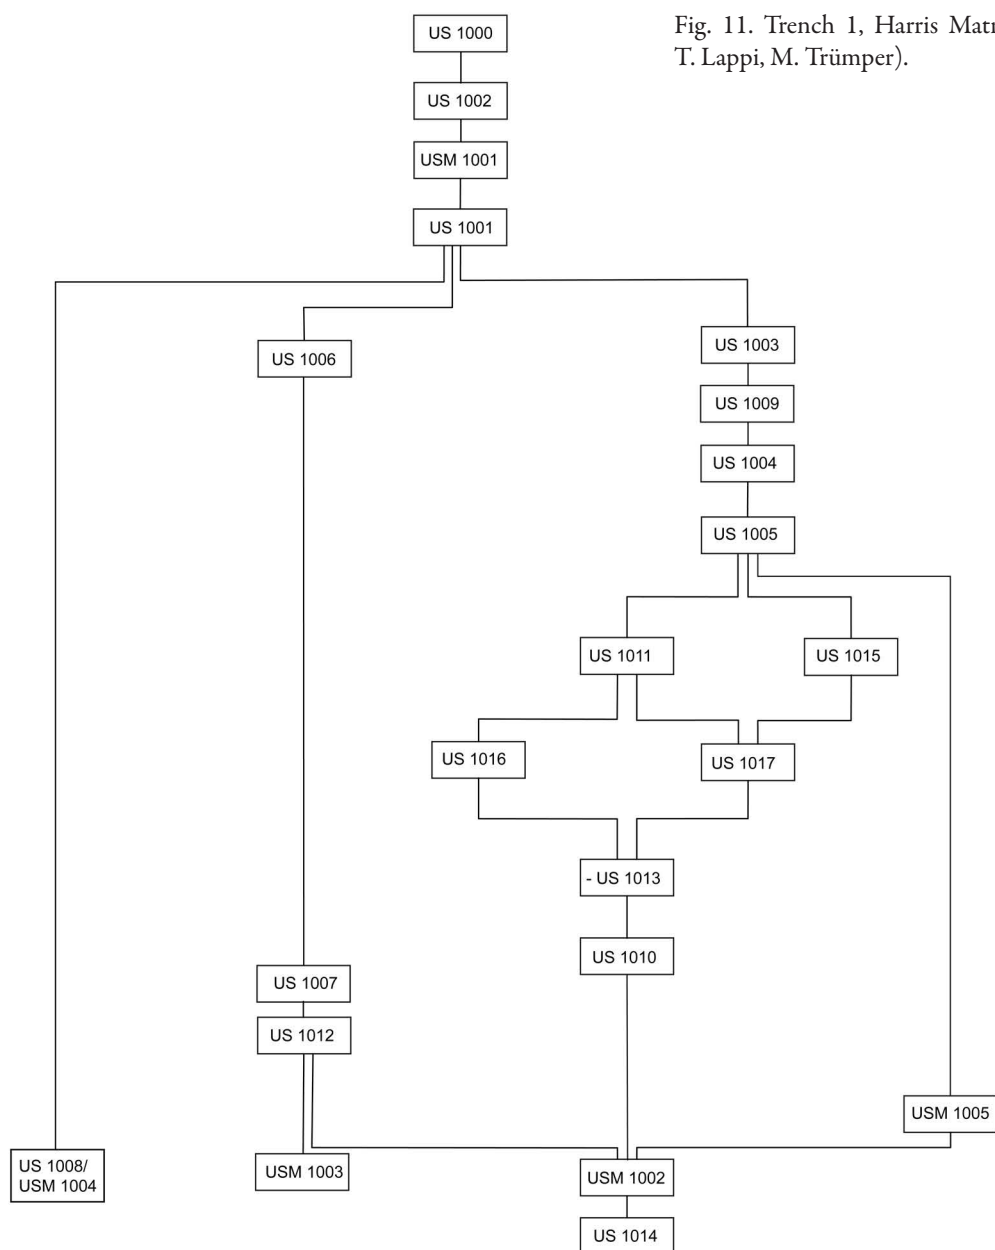 Fig. 11. Trench 1, Harris
T. Lappi, M. Trümper).
US 1000
US 1002
USM 1001
US 1001
US 1006
US 1003
US 1009
US 1004
US 1005
US 1011
US 1015
US 1016
US 1017
- US 1013
US 1010
US 1007
US 1012
USM 1005
US 1008/
USM 1004
USM 1003
USM 1002
US 1014